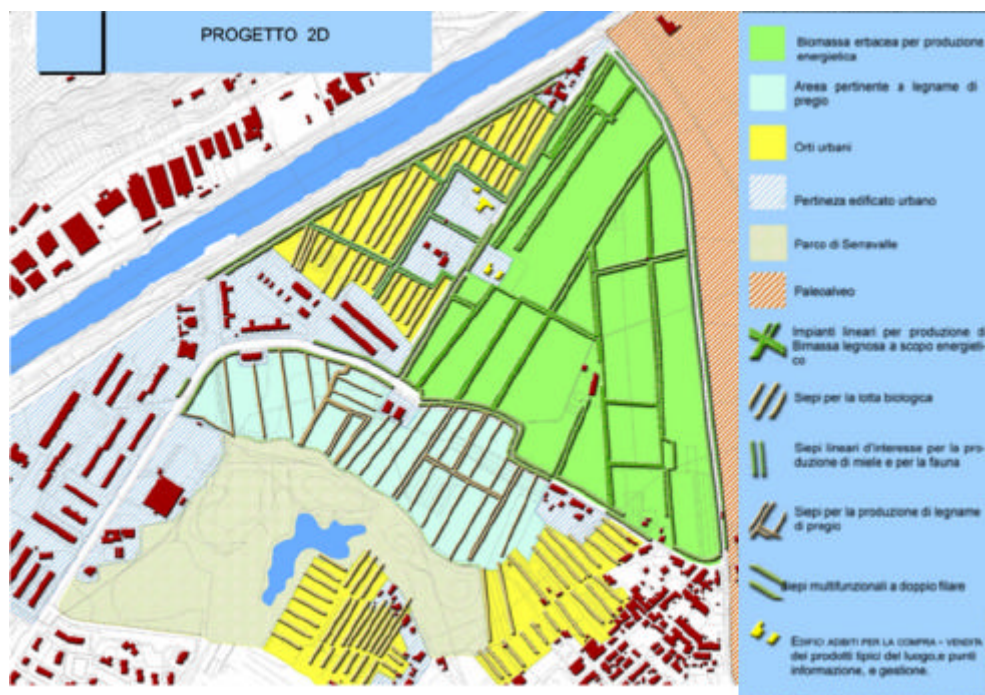 PROGETTO 2D
Biomassa erbacea per produzione
energietica
Areea pertinente a legname di
pregio
Orti urbani
Pertineza edificato urbano
Parco di Serravalle
Paleoalveo
Impianti lineari per produzione d
Bimassa legnosa a scopo energieti-
co
Siepi per la lotta biologica
Siepi lineari d'interesse per la pro-
duzione di miele e per la fauna
Siepi per la produzione di legname
di pregio
Siepi multifunzionali a doppio filare
EDIFICI ADIBITI PER LA COMPRA - VENDITA
dei prodotti tipici del luogo,e punti
informazione, e gestione.